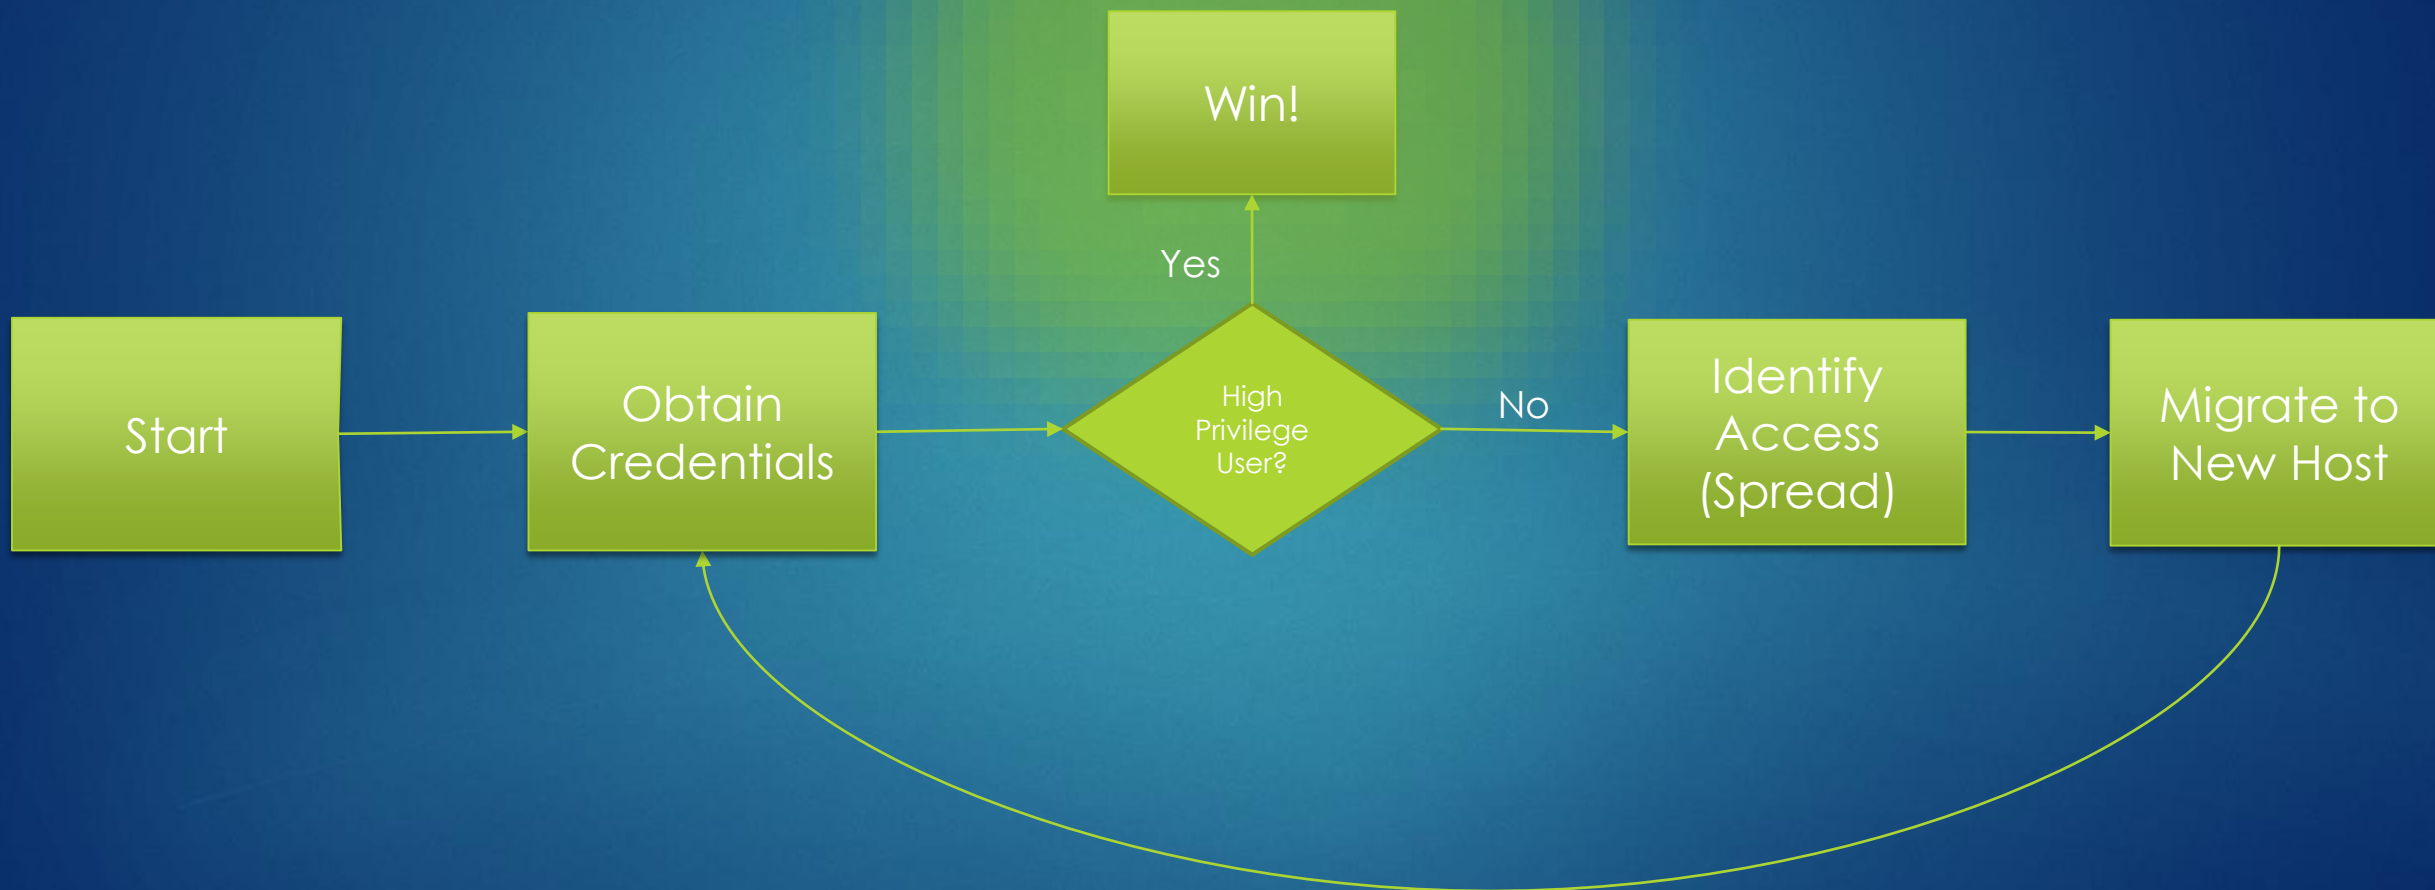 Win!
Yes
Start
Obtain
Credentials
High
Privilege
User?
No
Identify
Access
(Spread)
Migrate to
New Host